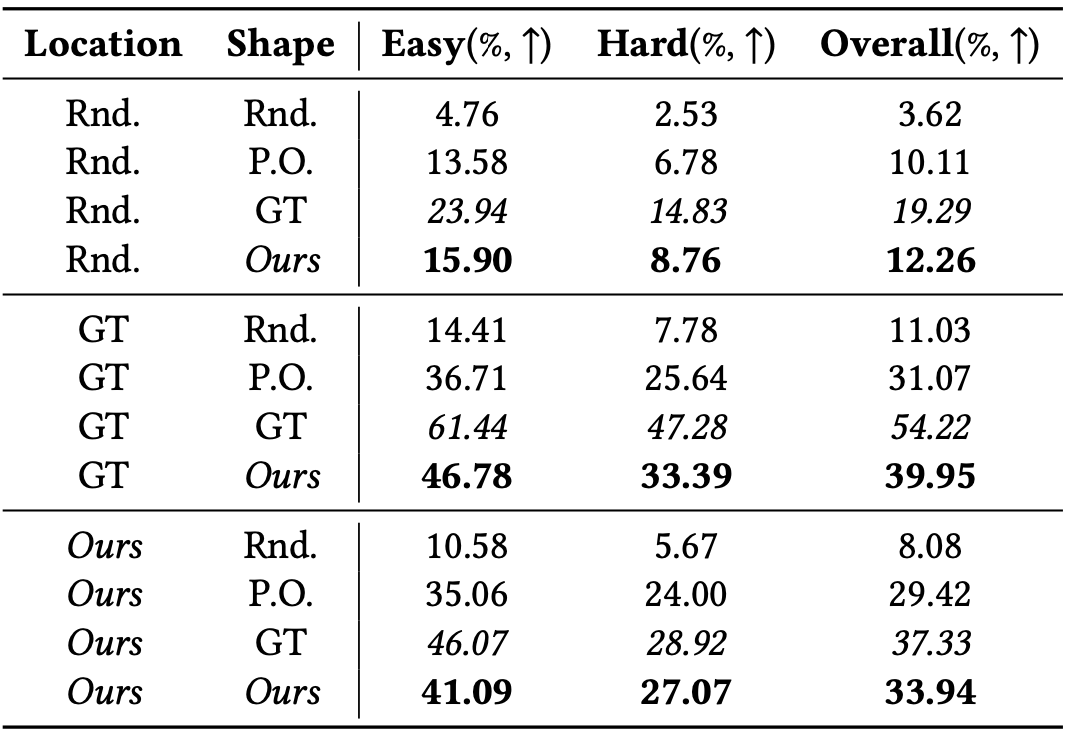 Location Shape Easy(%, ↑) Hard(%, ↑) Overall(%, ↑)
Rnd. Rnd. 4.76 2.53 3.62
Rnd. P.O. 13.58 6.78 10.11
Rnd. GT 23.94 14.83 19.29
Rnd. Ours 15.90 8.76 12.26
GT Rnd. 14.41 7.78 11.03
GT P.O. 36.71 25.64 31.07
GT GT 61.44 47.28 54.22
GT Ours 46.78 33.39 39.95
Ours Rnd. 10.58 5.67 8.08
Ours P.O. 35.06 24.00 29.42
Ours GT 46.07 28.92 37.33
Ours Ours 41.09 27.07 33.94